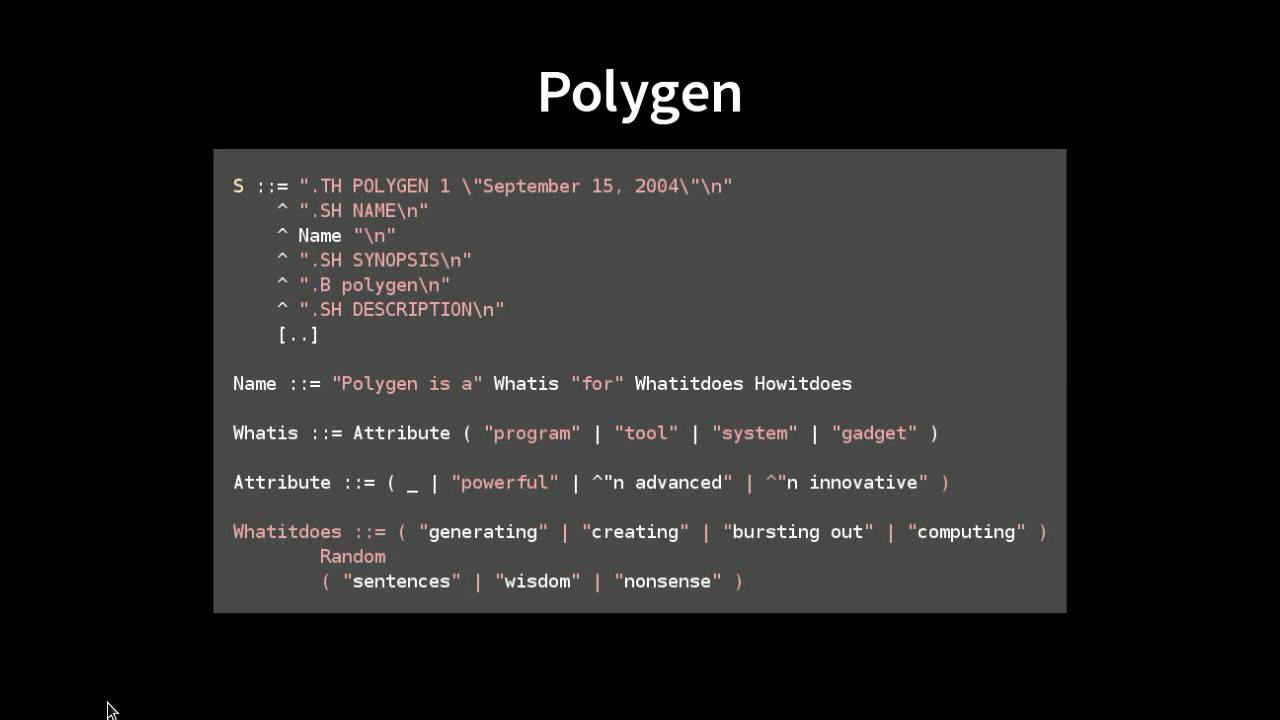 Polygen
S ::= ".TH POLYGEN 1 \"September 15, 2004\"\n"
    ^ ".SH NAME\n"
    ^ Name "\n"
    ^ ".SH SYNOPSIS\n"
    ^ ".B polygen\n"
    ^ ".SH DESCRIPTION\n"
    [..]
Name ::= "Polygen is a" Whatis "for" Whatitdoes Howitdoes
Whatis ::= Attribute ( "program" | "tool" | "system" | "gadget" )
Attribute ::= ( _ | "powerful" | ^"n advanced" | ^"n innovative" )
Whatitdoes ::= ( "generating" | "creating" | "bursting out" | "computing" )
        Random
        ( "sentences" | "wisdom" | "nonsense" )